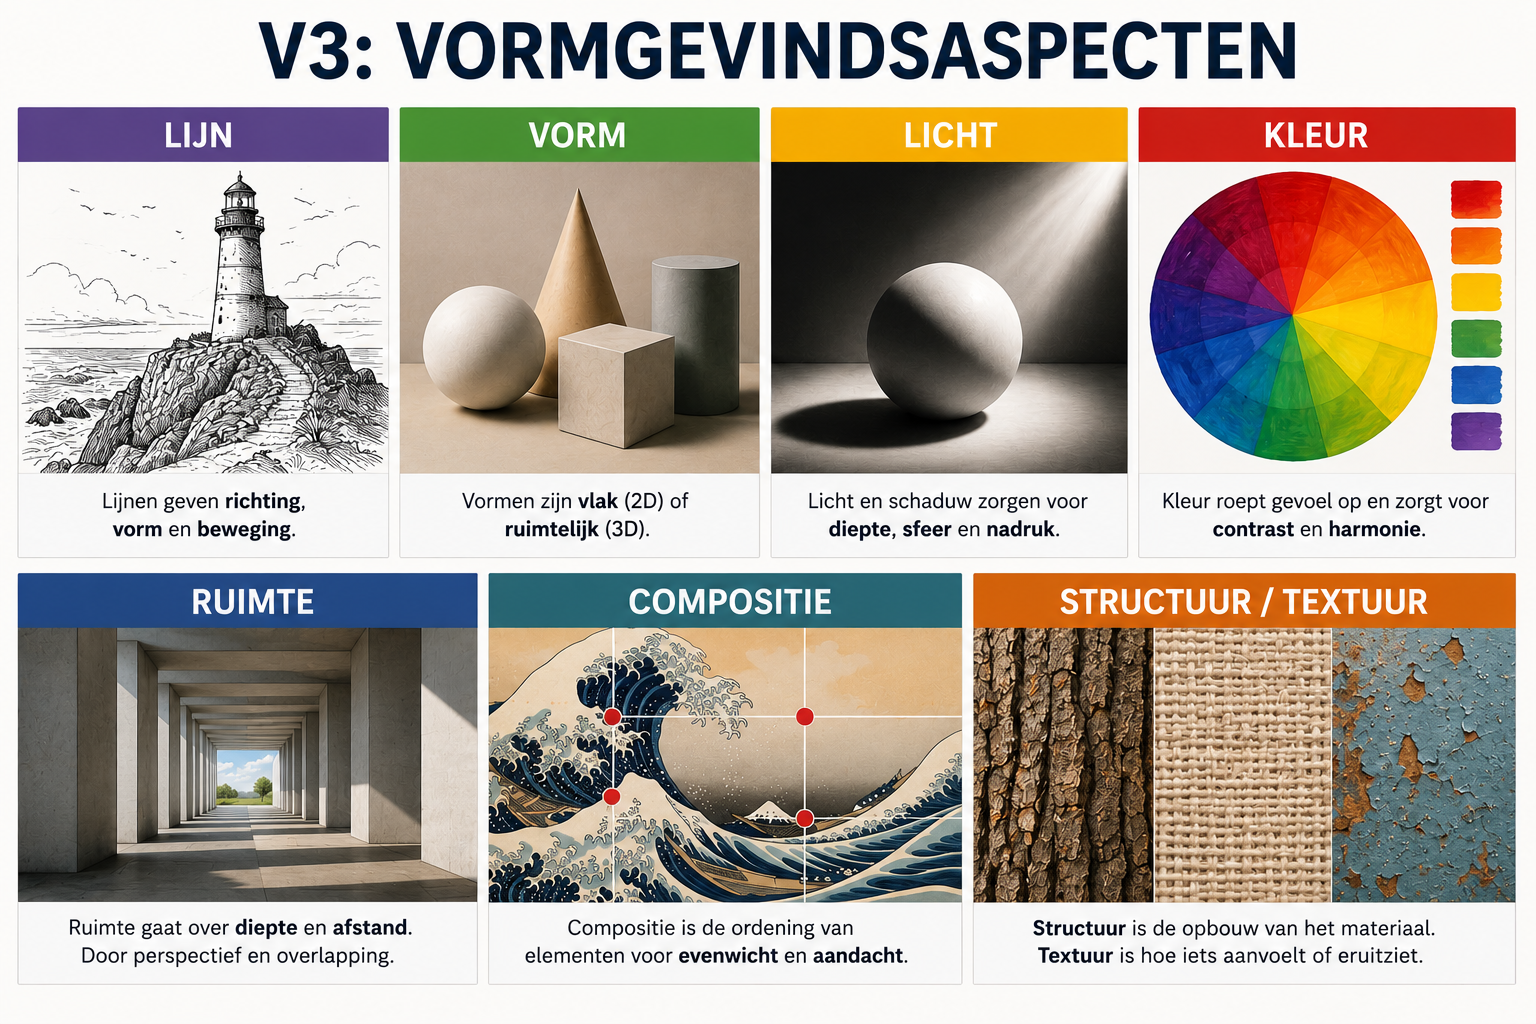 V3: VORMGEVINDSASPECTEN
LIJN
Lijnen geven richting,
vorm en beweging.
VORM
Vormen zijn vlak (2D) of
ruimtelijk (3D).
LICHT
Licht en schaduw zorgen voor
diepte, sfeer en nadruk.
KLEUR
Kleur roept gevoel op en zorgt voor
contrast en harmonie.
RUIMTE
Ruimte gaat over diepte en afstand.
Door perspectief en overlapping.
COMPOSITIE
Compositie is de ordening van
elementen voor evenwicht en aandacht.
STRUCTUUR / TEXTUUR
Structuur is de opbouw van het materiaal.
Textuur is hoe iets aanvoelt of eruitziet.